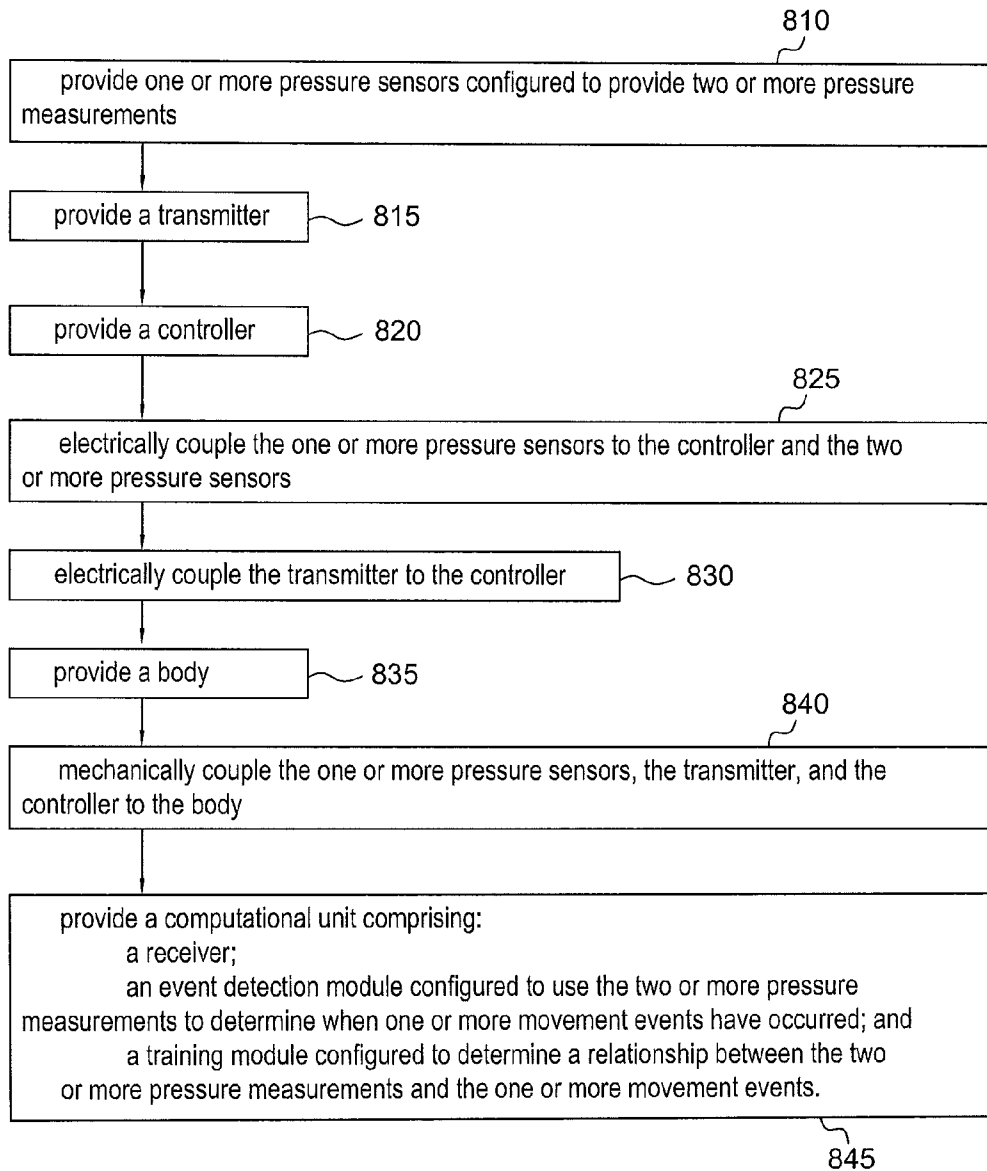 810
provide one or more pressure sensors configured to provide two or more pressure
measurements
provide a transmitter
815
provide a controller
820
825
electrically couple the one or more pressure sensors to the controller and the two
or more pressure sensors
electrically couple the transmitter to the controller
830
provide a body
835
840
mechanically couple the one or more pressure sensors, the transmitter, and the
controller to the body
provide a computational unit comprising:
a receiver;
an event detection module configured to use the two or more pressure
measurements to determine when one or more movement events have occurred; and
a training module configured to determine a relationship between the two
or more pressure measurements and the one or more movement events.
845